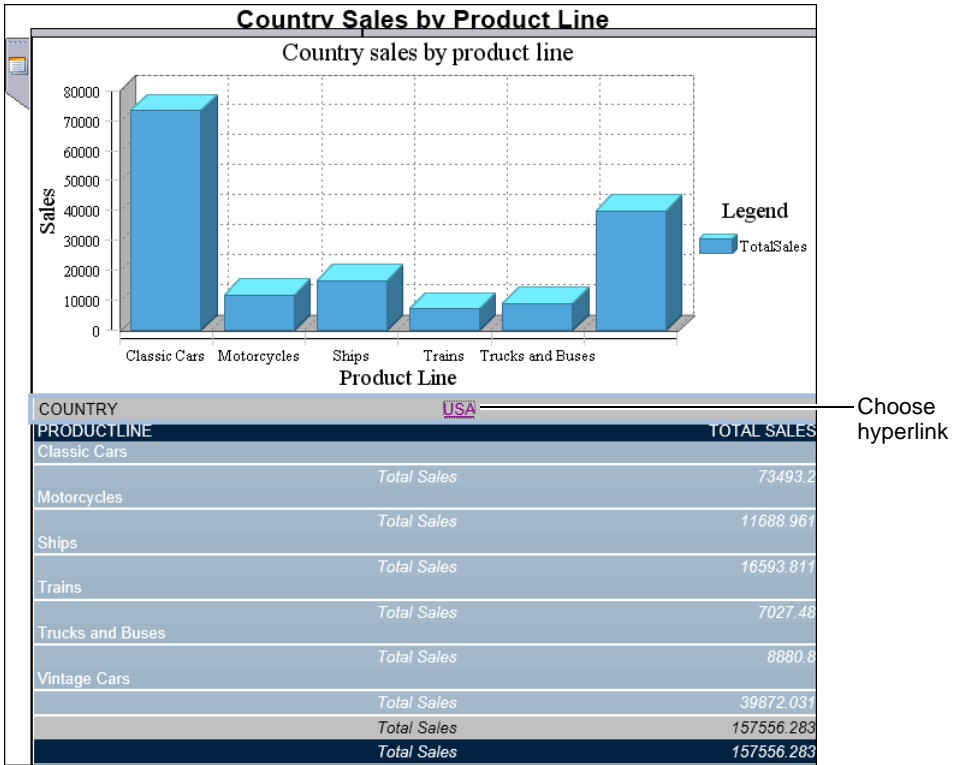 Country Sales by Product Line
Country sales by product line
80000
70000
60000
50000
40000
30000
20000
10000
0
Sales
Classic Cars Motorcycles Ships Trains Trucks and Buses
Product Line
Legend
TotalSales
COUNTRY USA
Choose
hyperlink
PRODUCTLINE TOTAL SALES
Classic Cars
Total Sales 73493.2
Motorcycles
Total Sales 11688.961
Ships
Total Sales 16593.811
Trains
Total Sales 7027.48
Trucks and Buses
Total Sales 8880.8
Vintage Cars
Total Sales 39872.031
Total Sales 157556.283
Total Sales 157556.283